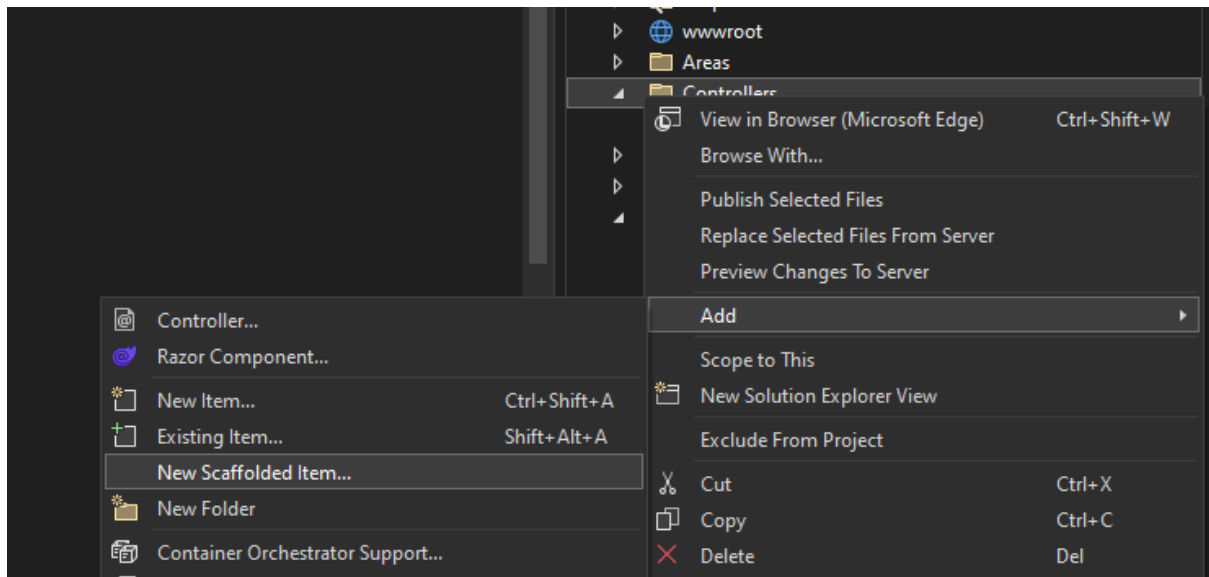 wwwroot
Areas
Controllers
View in Browser (Microsoft Edge) Ctrl+Shift+W
Browse With...
Publish Selected Files
Replace Selected Files From Server
Preview Changes To Server
Add
Scope to This
New Solution Explorer View
Exclude From Project
Cut Ctrl+X
Copy Ctrl+C
Delete Del
Controller...
Razor Component...
New Item... Ctrl+Shift+A
Existing Item... Shift+Alt+A
New Scaffolded Item...
New Folder
Container Orchestrator Support...